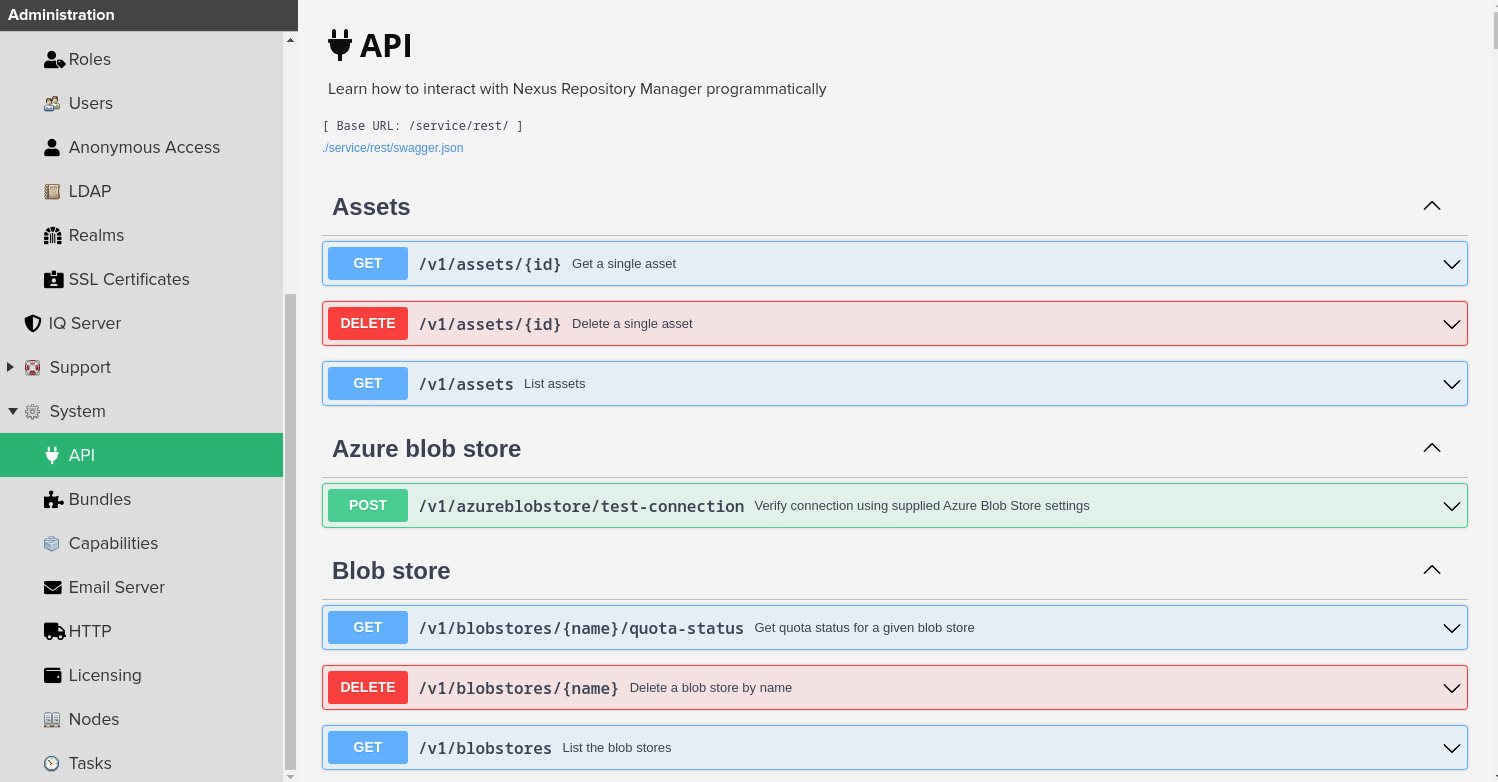 Administration
Roles
Users
Anonymous Access
LDAP
Realms
SSL Certificates
IQ Server
Support
System
API
Bundles
Capabilities
Email Server
HTTP
Licensing
Nodes
Tasks
API
Learn how to interact with Nexus Repository Manager programmatically
[ Base URL: /service/rest/ ]
./service/rest/swagger.json
Assets
GET /v1/assets/{id} Get a single asset
DELETE /v1/assets/{id} Delete a single asset
GET /v1/assets List assets
Azure blob store
POST /v1/azureblobstore/test-connection Verify connection using supplied Azure Blob Store settings
Blob store
GET /v1/blobstores/{name}/quota-status Get quota status for a given blob store
DELETE /v1/blobstores/{name} Delete a blob store by name
GET /v1/blobstores List the blob stores